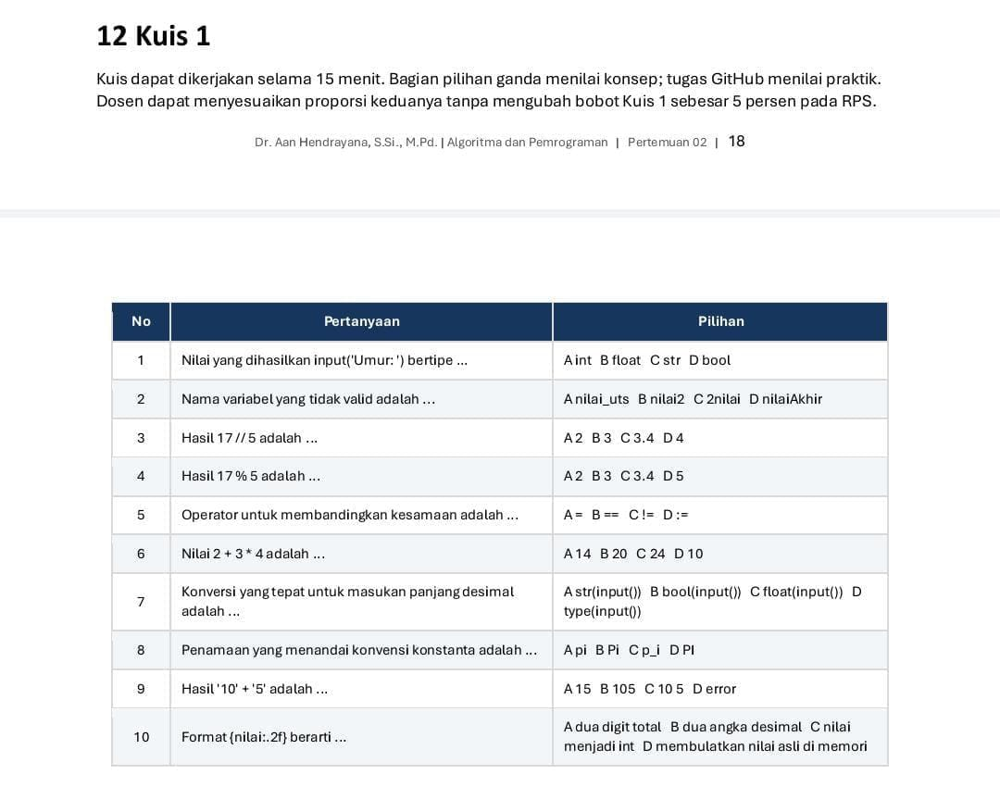 12 Kuis 1
Kuis dapat dikerjakan selama 15 menit. Bagian pilihan ganda menilai konsep; tugas GitHub menilai praktik.
Dosen dapat menyesuaikan proporsi keduanya tanpa mengubah bobot Kuis 1 sebesar 5 persen pada RPS.
Dr. Aan Hendrayana, S.Si., M.Pd. | Algoritma dan Pemrograman | Pertemuan 02 | 18
No Pertanyaan Pilihan
1 Nilai yang dihasilkan input('Umur: ') bertipe ... A int B float C str D bool
2 Nama variabel yang tidak valid adalah ... A nilai_uts B nilai2 C 2nilai D nilaiAkhir
3 Hasil 17 // 5 adalah ... A 2 B 3 C 3.4 D 4
4 Hasil 17 % 5 adalah ... A 2 B 3 C 3.4 D 5
5 Operator untuk membandingkan kesamaan adalah ... A = B == C != D :=
6 Nilai 2 + 3 * 4 adalah ... A 14 B 20 C 24 D 10
7 Konversi yang tepat untuk masukan panjang desimal
adalah ... A str(input()) B bool(input()) C float(input()) D
type(input())
8 Penamaan yang menandai konvensi konstanta adalah ... A pi B Pi C p_i D PI
9 Hasil '10' + '5' adalah ... A 15 B 105 C 10 5 D error
10 Format {nilai:.2f} berarti ... A dua digit total B dua angka desimal C nilai
menjadi int D membulatkan nilai asli di memori